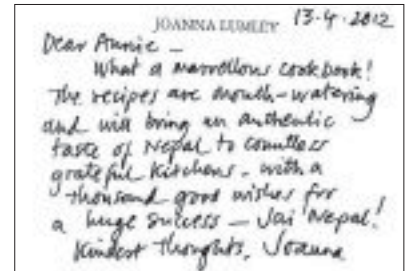 JOANNA LUMLEY 13-4-2012
Dear Annie —
What a marvellous cookbook!
The recipes are mouth-watering
and will bring an authentic
taste of Nepal to countless
grateful kitchens. With a
thousand good wishes for
a huge success — Jai Nepal!
Kindest thoughts, Joanna